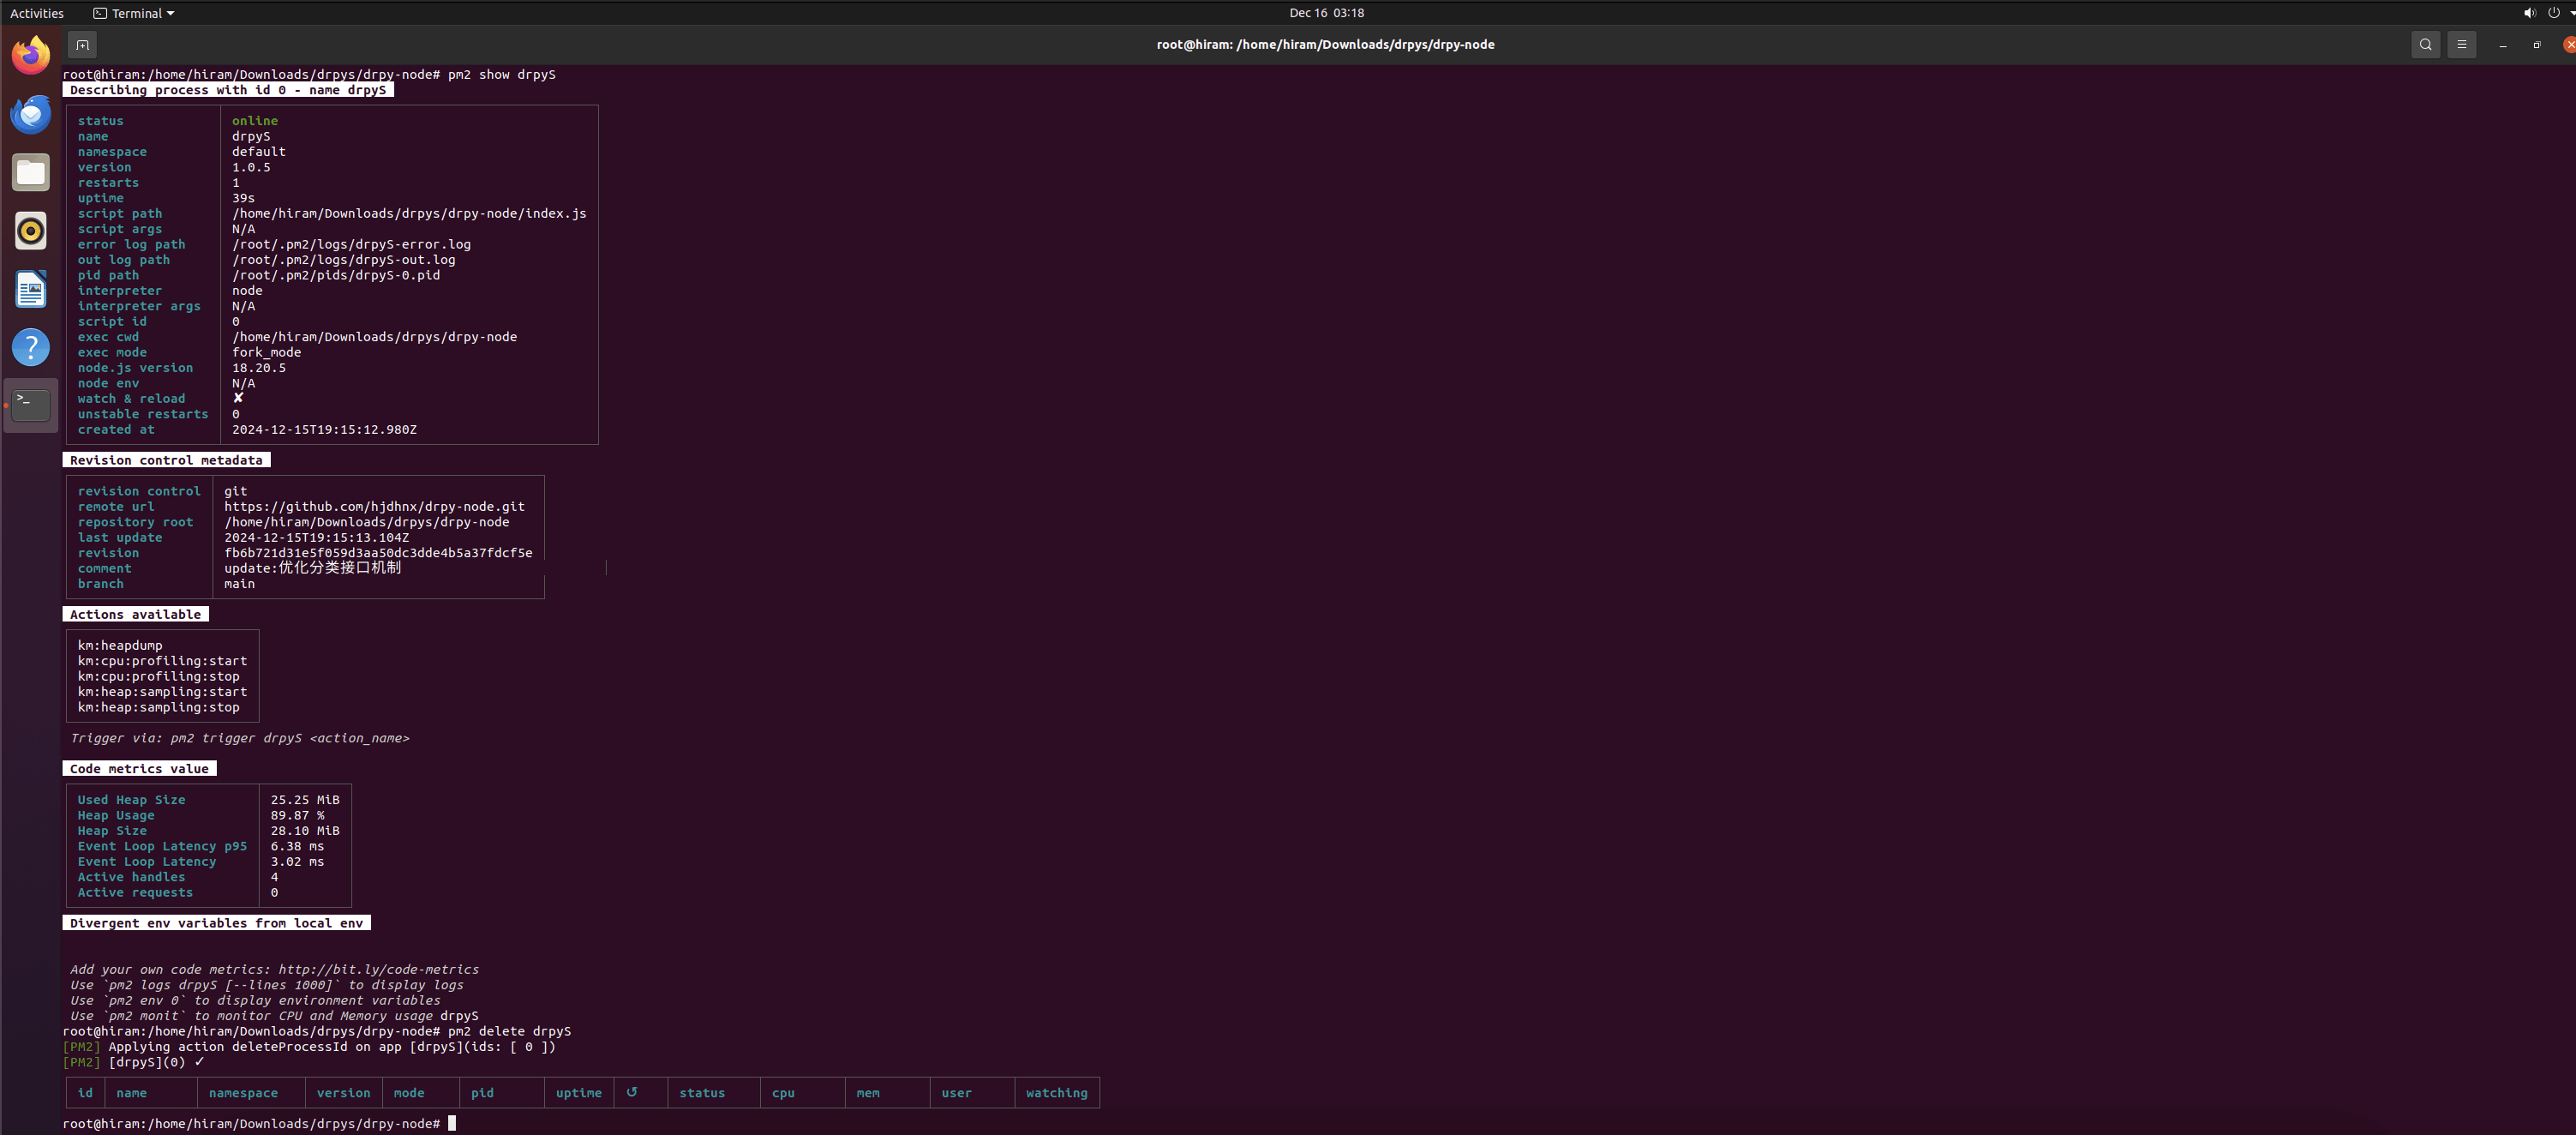 Activities Terminal Dec 16 03:18
root@hiram: /home/hiram/Downloads/drpys/drpy-node
root@hiram:/home/hiram/Downloads/drpys/drpy-node# pm2 show drpyS
Describing process with id 0 - name drpyS
status online
name drpyS
namespace default
version 1.0.5
restarts 1
uptime 39s
script path /home/hiram/Downloads/drpys/drpy-node/index.js
script args N/A
error log path /root/.pm2/logs/drpyS-error.log
out log path /root/.pm2/logs/drpyS-out.log
pid path /root/.pm2/pids/drpyS-0.pid
interpreter node
interpreter args N/A
script id 0
exec cwd /home/hiram/Downloads/drpys/drpy-node
exec mode fork_mode
node.js version 18.20.5
node env N/A
watch & reload ✘
unstable restarts 0
created at 2024-12-15T19:15:12.980Z
Revision control metadata
revision control git
remote url https://github.com/hjdhnx/drpy-node.git
repository root /home/hiram/Downloads/drpys/drpy-node
last update 2024-12-15T19:15:13.104Z
revision fb6b721d31e5f059d3aa50dc3dde4b5a37fdcf5e
comment update:优化分类接口机制
branch main
Actions available
km:heapdump
km:cpu:profiling:start
km:cpu:profiling:stop
km:heap:sampling:start
km:heap:sampling:stop
Trigger via: pm2 trigger drpyS <action_name>
Code metrics value
Used Heap Size 25.25 MiB
Heap Usage 89.87 %
Heap Size 28.10 MiB
Event Loop Latency p95 6.38 ms
Event Loop Latency 3.02 ms
Active handles 4
Active requests 0
Divergent env variables from local env
Add your own code metrics: http://bit.ly/code-metrics
Use `pm2 logs drpyS [--lines 1000]` to display logs
Use `pm2 env 0` to display environment variables
Use `pm2 monit` to monitor CPU and Memory usage drpyS
root@hiram:/home/hiram/Downloads/drpys/drpy-node# pm2 delete drpyS
[PM2] Applying action deleteProcessId on app [drpyS](ids: [ 0 ])
[PM2] [drpyS](0) ✓
id name namespace version mode pid uptime ↺ status cpu mem user watching
root@hiram:/home/hiram/Downloads/drpys/drpy-node#